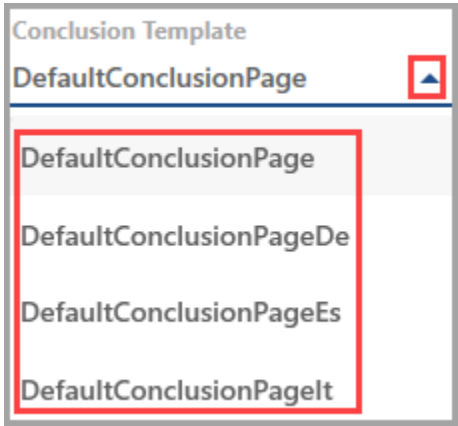 Conclusion Template
DefaultConclusionPage
DefaultConclusionPage
DefaultConclusionPageDe
DefaultConclusionPageEs
DefaultConclusionPageIt